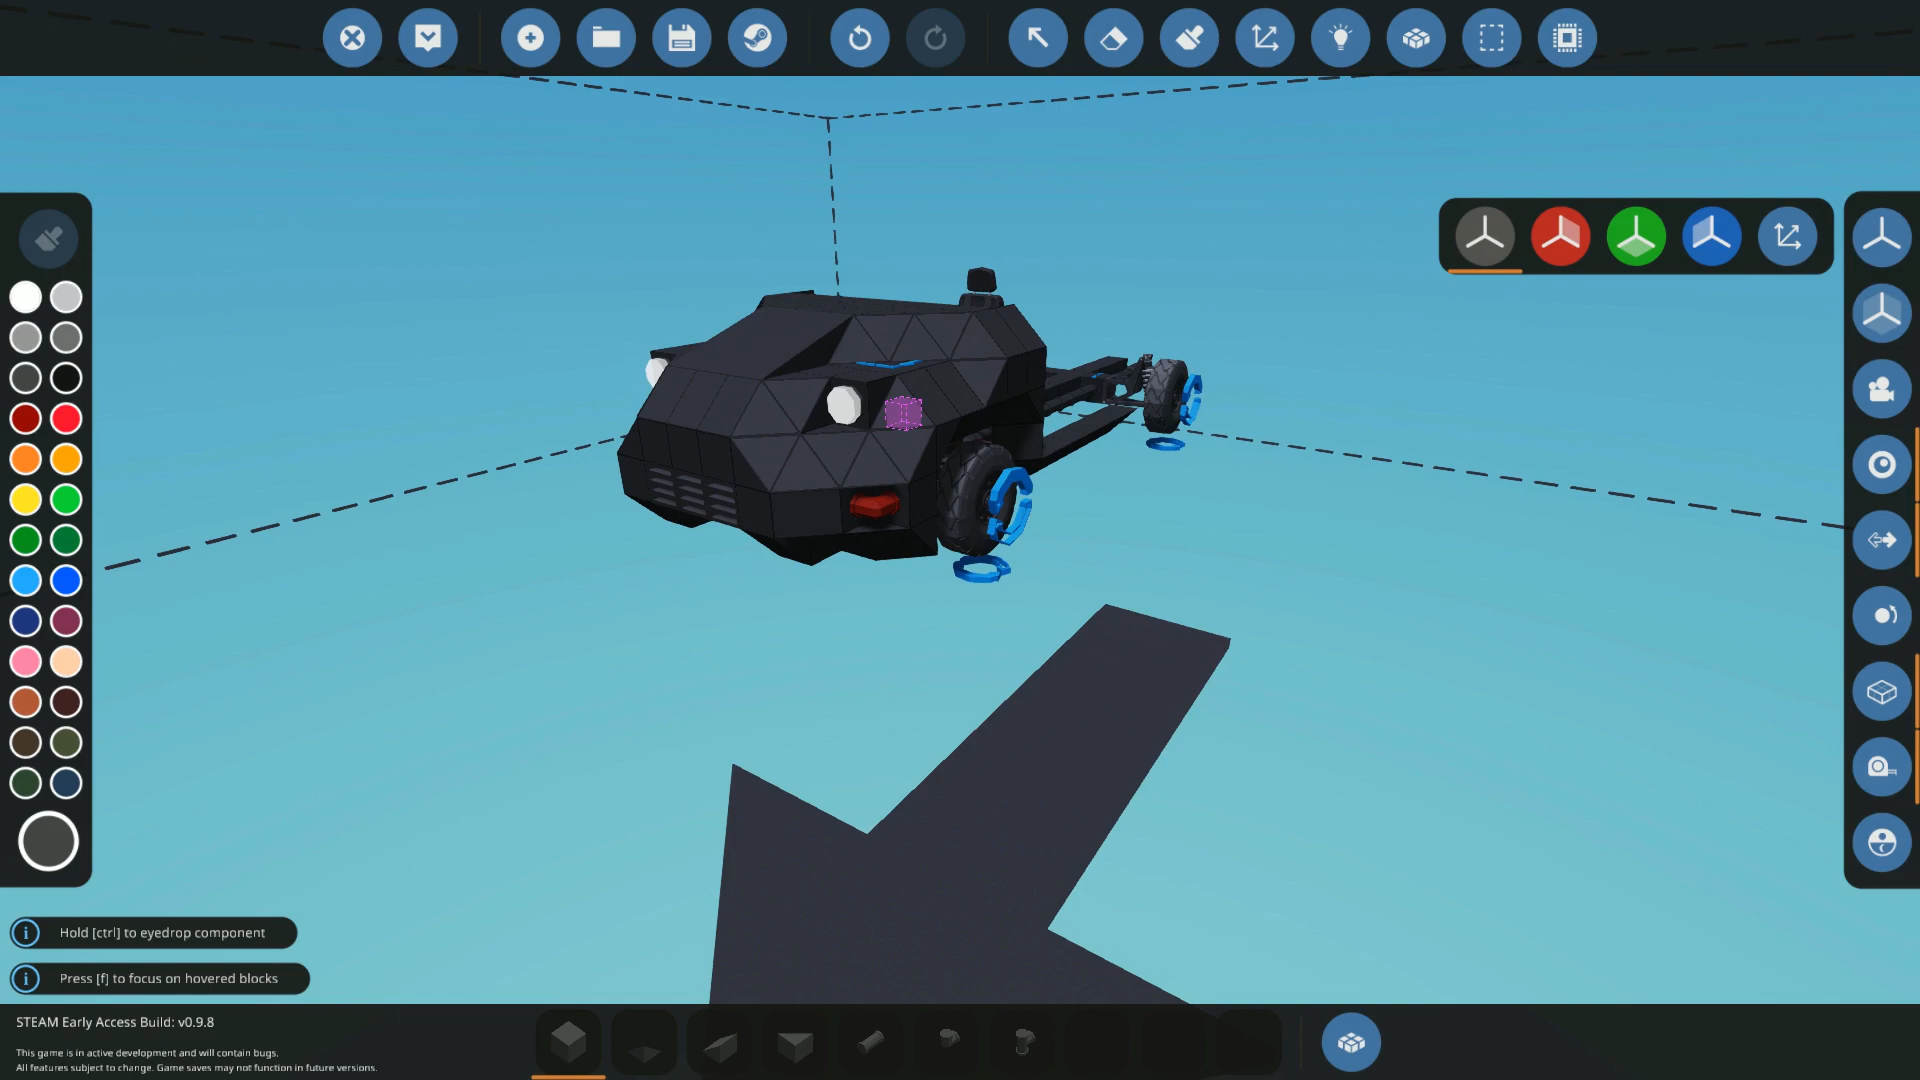 Hold [ctrl] to eyedrop component
Press [f] to focus on hovered blocks
STEAM Early Access Build: v0.9.8
This game is in active development and will contain bugs.
All features subject to change. Game saves may not function in future versions.